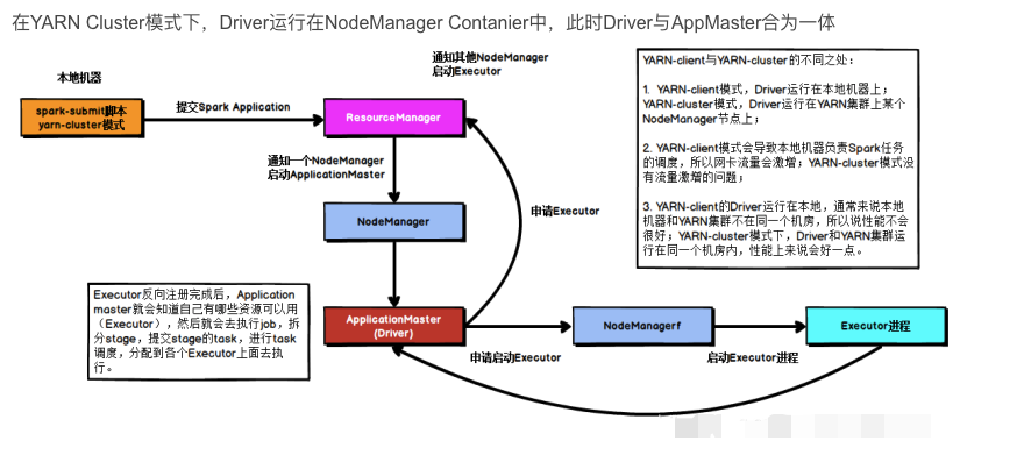 在YARN Cluster模式下，Driver运行在NodeManager Contanier中，此时Driver与AppMaster合为一体
通知其他NodeManager
启动Executor
本地机器
spark-submit脚本
yarn-cluster模式
提交Spark Application
ResourceManager
通知一个NodeManager
启动ApplicationMaster
NodeManager
申请Executor
YARN-client与YARN-cluster的不同之处：
1. YARN-client模式，Driver运行在本地机器上；
YARN-cluster模式，Driver运行在YARN集群上某个
NodeManager节点上；
2. YARN-client模式会导致本地机器负责Spark任务
的调度，所以网卡流量会激增；YARN-cluster模式没
有流量激增的问题；
3. YARN-client的Driver运行在本地，通常来说本地
机器和YARN集群不在同一个机房，所以说性能不会
很好；YARN-cluster模式下，Driver和YARN集群运
行在同一个机房内，性能上来说会好一点。
Executor反向注册完成后，Application
master就会知道自己有哪些资源可以用
（Executor），然后就会去执行job，拆
分stage，提交stage的task，进行task
调度，分配到各个Executor上面去执
行。
ApplicationMaster
(Driver)
申请启动Executor
NodeManagerf
启动Executor进程
Executor进程